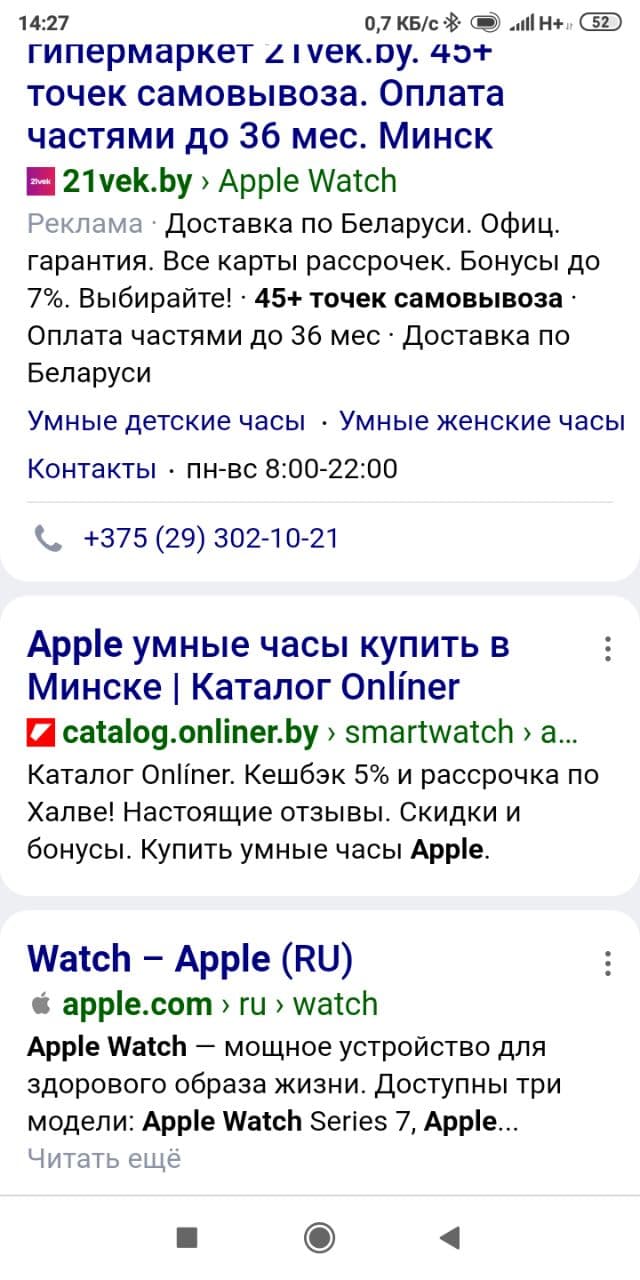 14:27 0,7 КБ/с H+ 52
гипермаркет 21vek.by. 45+
точек самовывоза. Оплата
частями до 36 мес. Минск
21vek 21vek.by › Apple Watch
Реклама · Доставка по Беларуси. Офиц.
гарантия. Все карты рассрочек. Бонусы до
7%. Выбирайте! · 45+ точек самовывоза ·
Оплата частями до 36 мес · Доставка по
Беларуси
Умные детские часы · Умные женские часы
Контакты · пн-вс 8:00-22:00
+375 (29) 302-10-21
Apple умные часы купить в
Минске | Каталог Onlíner
catalog.onliner.by › smartwatch › a...
Каталог Onlíner. Кешбэк 5% и рассрочка по
Халве! Настоящие отзывы. Скидки и
бонусы. Купить умные часы Apple.
Watch – Apple (RU)
apple.com › ru › watch
Apple Watch — мощное устройство для
здорового образа жизни. Доступны три
модели: Apple Watch Series 7, Apple...
Читать ещё